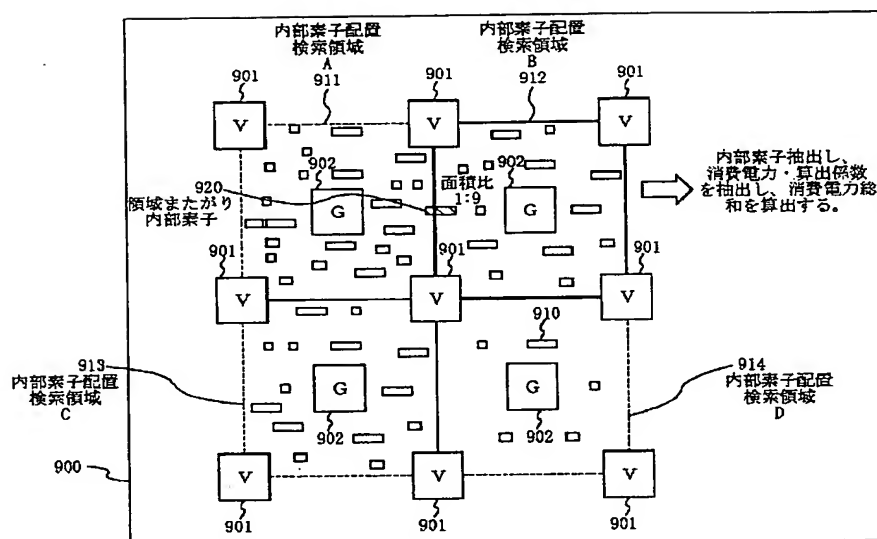 内部素子配置
検索領域
A
内部素子配置
検索領域
B
901
911
901
912
901
V
V
V
902
920
領域またがり
内部素子
面積比
1:9
902
G
G
内部素子抽出し、
消費電力・算出係数
を抽出し、消費電力総
和を算出する。
901
901
901
V
V
V
910
913
内部素子配置
検索領域
C
914
内部素子配置
検索領域
D
G
G
902
902
900
V
V
V
901
901
901